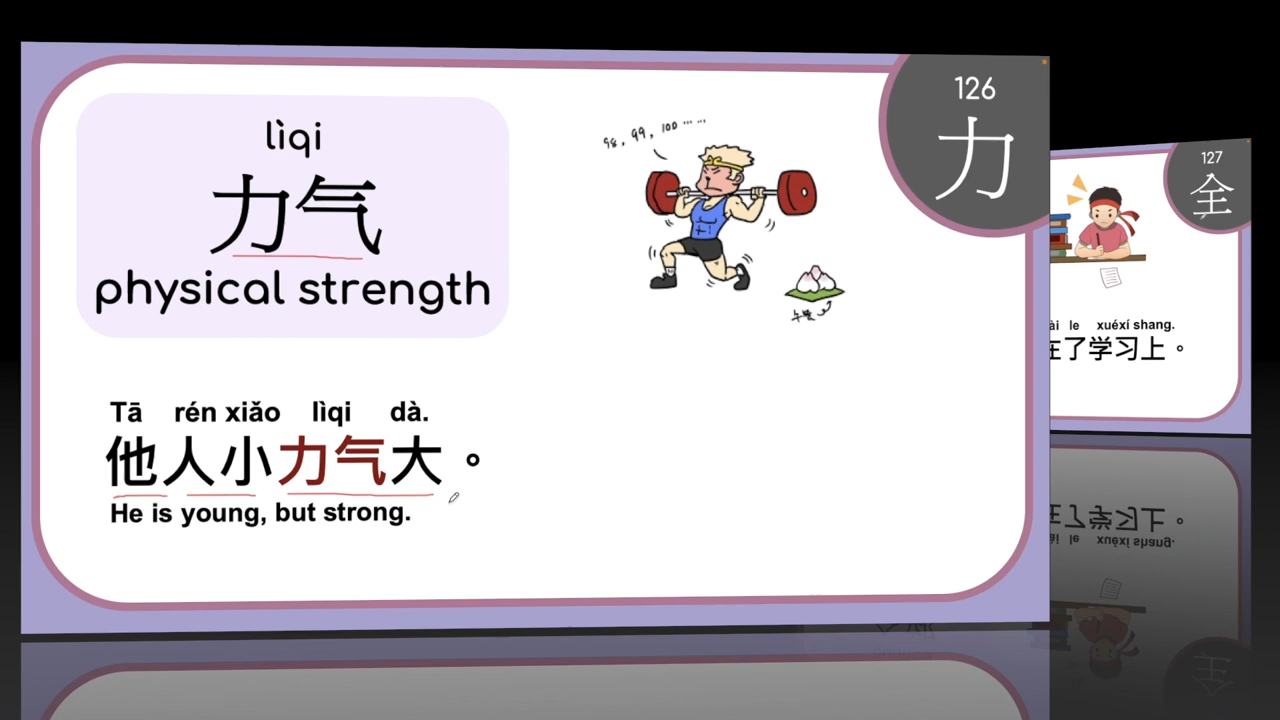 126
力
lìqi
力气
physical strength
98, 99, 100 ... ...
Tā rén xiǎo lìqi dà.
他人小力气大。
He is young, but strong.
127
全
le xuéxí shang.
在了学习上。